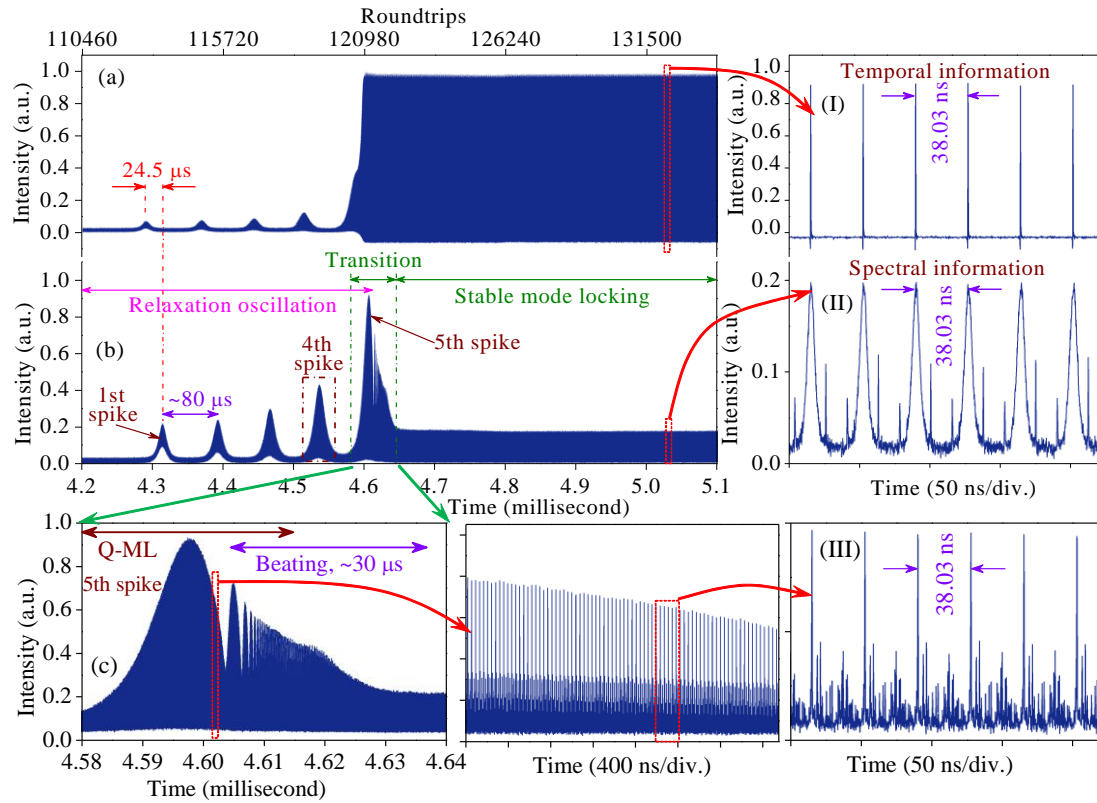 Roundtrips
110460 115720 120980 126240 131500
Intensity (a.u.)
1.0
0.8
0.6
0.4
0.2
0.0
(a)
24.5 μs
Temporal information
(I)
38.03 ns
Intensity (a.u.)
1.0
0.8
0.6
0.4
0.2
0.0
Transition
Relaxation oscillation
Stable mode locking
(b)
5th spike
4th
spike
1st
spike
~80 μs
Intensity (a.u.)
1.0
0.8
0.6
0.4
0.2
0.0
4.2 4.3 4.4 4.5 4.6 4.7 4.8 4.9 5.0 5.1
Time (millisecond)
Spectral information
(II)
38.03 ns
Intensity (a.u.)
0.2
0.1
0.0
Time (50 ns/div.)
Q-ML
5th spike
Beating, ~30 μs
(c)
Intensity (a.u.)
1.0
0.8
0.6
0.4
0.2
0.0
4.58 4.59 4.60 4.61 4.62 4.63 4.64
Time (millisecond)
Time (400 ns/div.)
(III)
38.03 ns
Time (50 ns/div.)